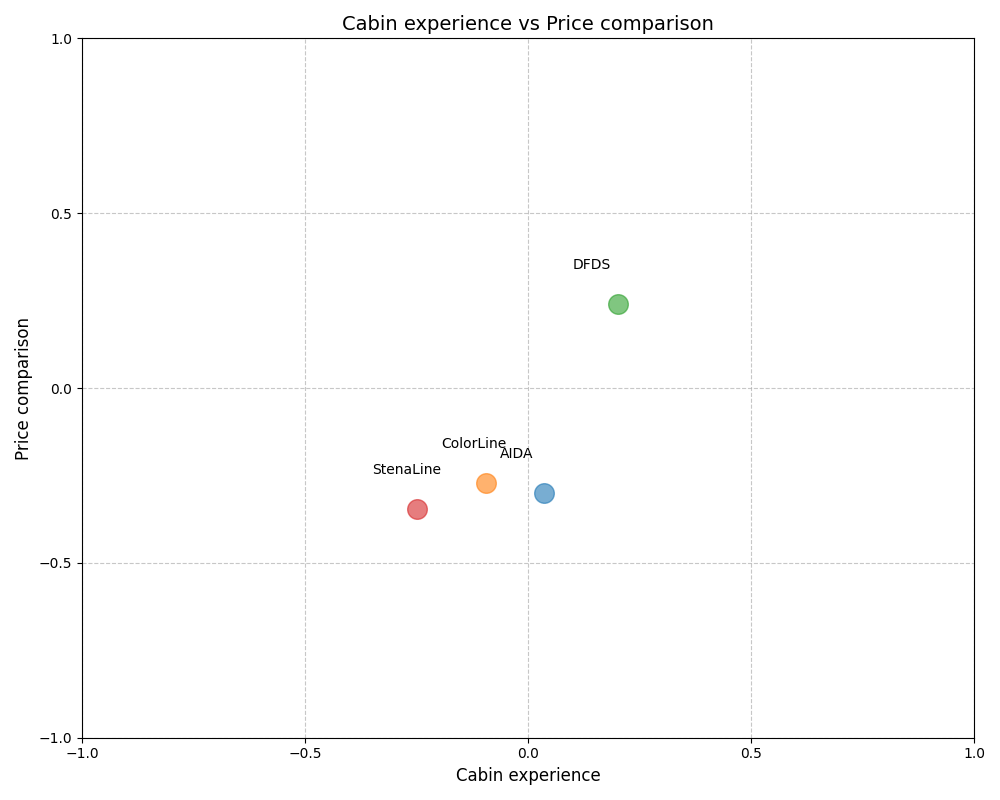 Cabin experience vs Price comparison
1.0
0.5
0.0
−0.5
−1.0
Price comparison
DFDS
ColorLine
AIDA
StenaLine
−1.0
−0.5
0.0
0.5
1.0
Cabin experience